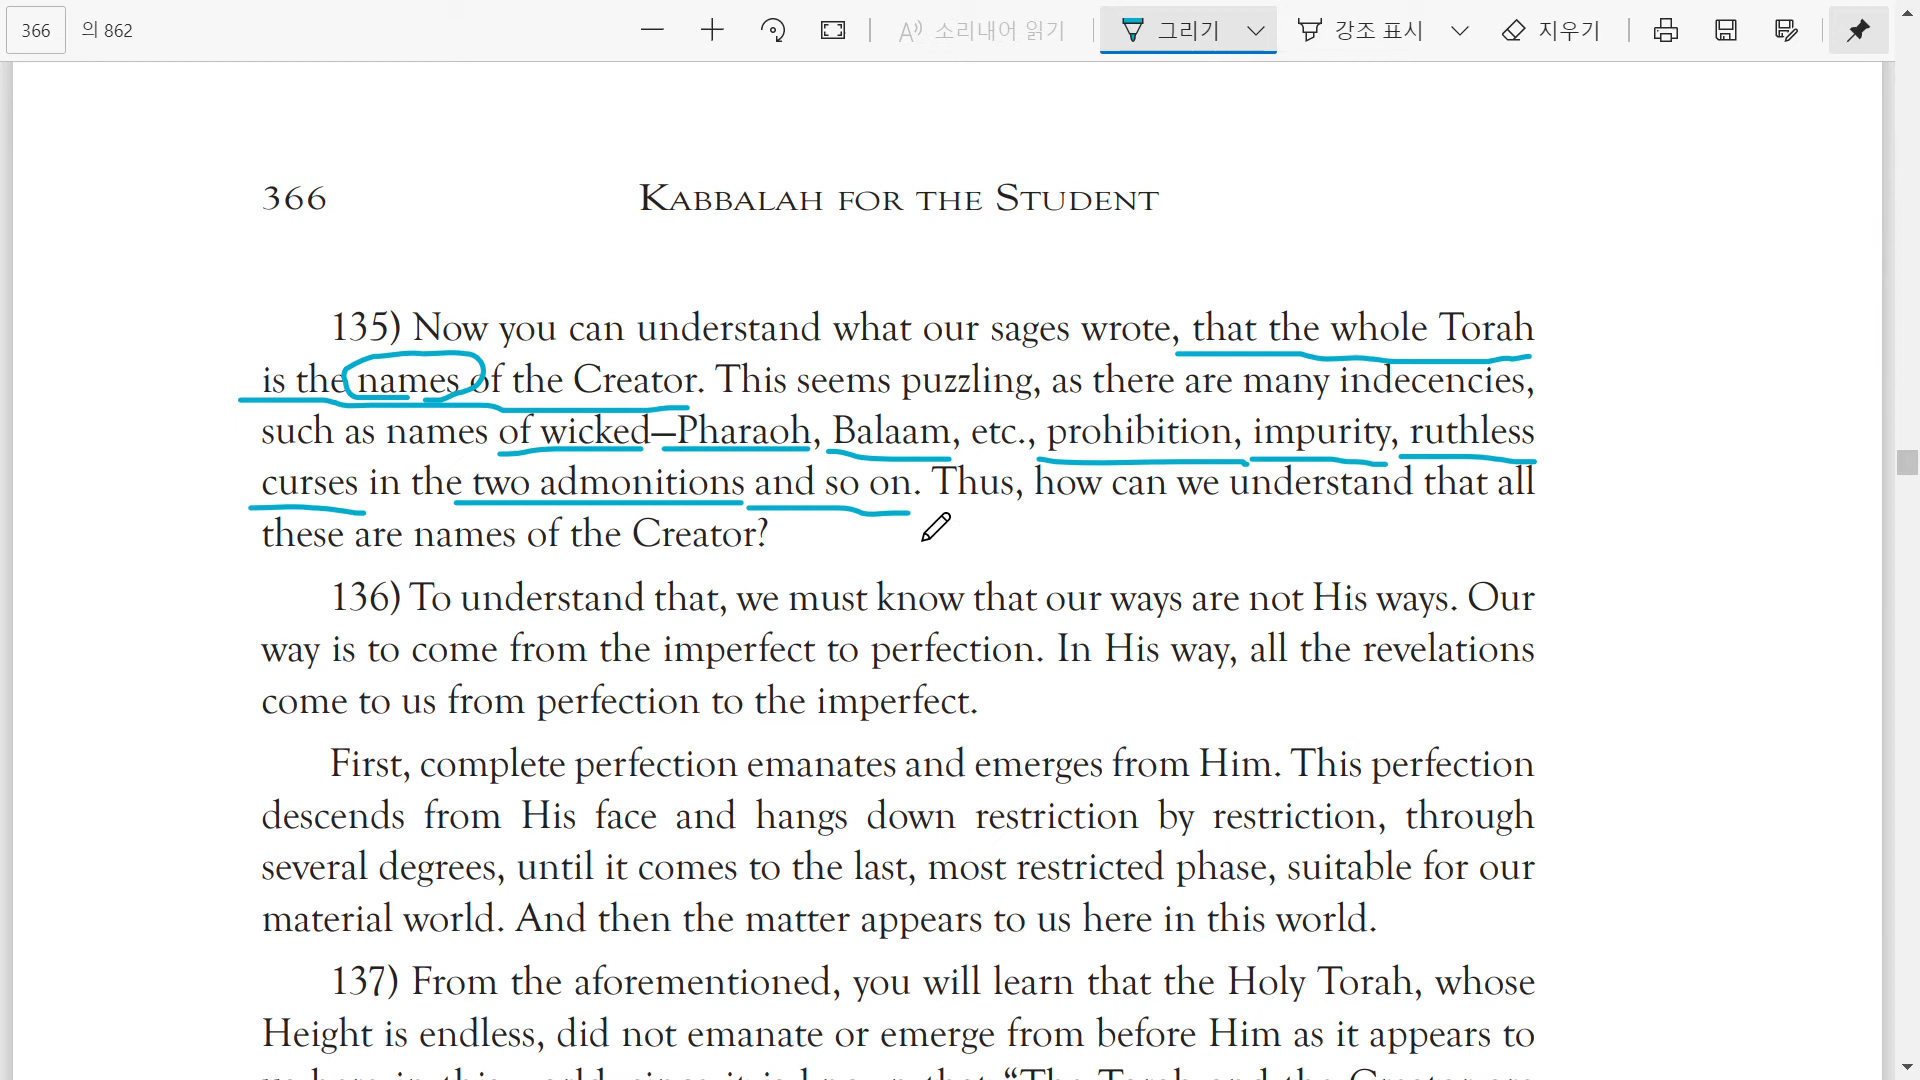 366 의 862 소리내어 읽기 그리기 강조 표시 지우기
366 KABBALAH FOR THE STUDENT
135) Now you can understand what our sages wrote, that the whole Torah
is the names of the Creator. This seems puzzling, as there are many indecencies,
such as names of wicked—Pharaoh, Balaam, etc., prohibition, impurity, ruthless
curses in the two admonitions and so on. Thus, how can we understand that all
these are names of the Creator?
136) To understand that, we must know that our ways are not His ways. Our
way is to come from the imperfect to perfection. In His way, all the revelations
come to us from perfection to the imperfect.
First, complete perfection emanates and emerges from Him. This perfection
descends from His face and hangs down restriction by restriction, through
several degrees, until it comes to the last, most restricted phase, suitable for our
material world. And then the matter appears to us here in this world.
137) From the aforementioned, you will learn that the Holy Torah, whose
Height is endless, did not emanate or emerge from before Him as it appears to
"The Torah and the Creator are